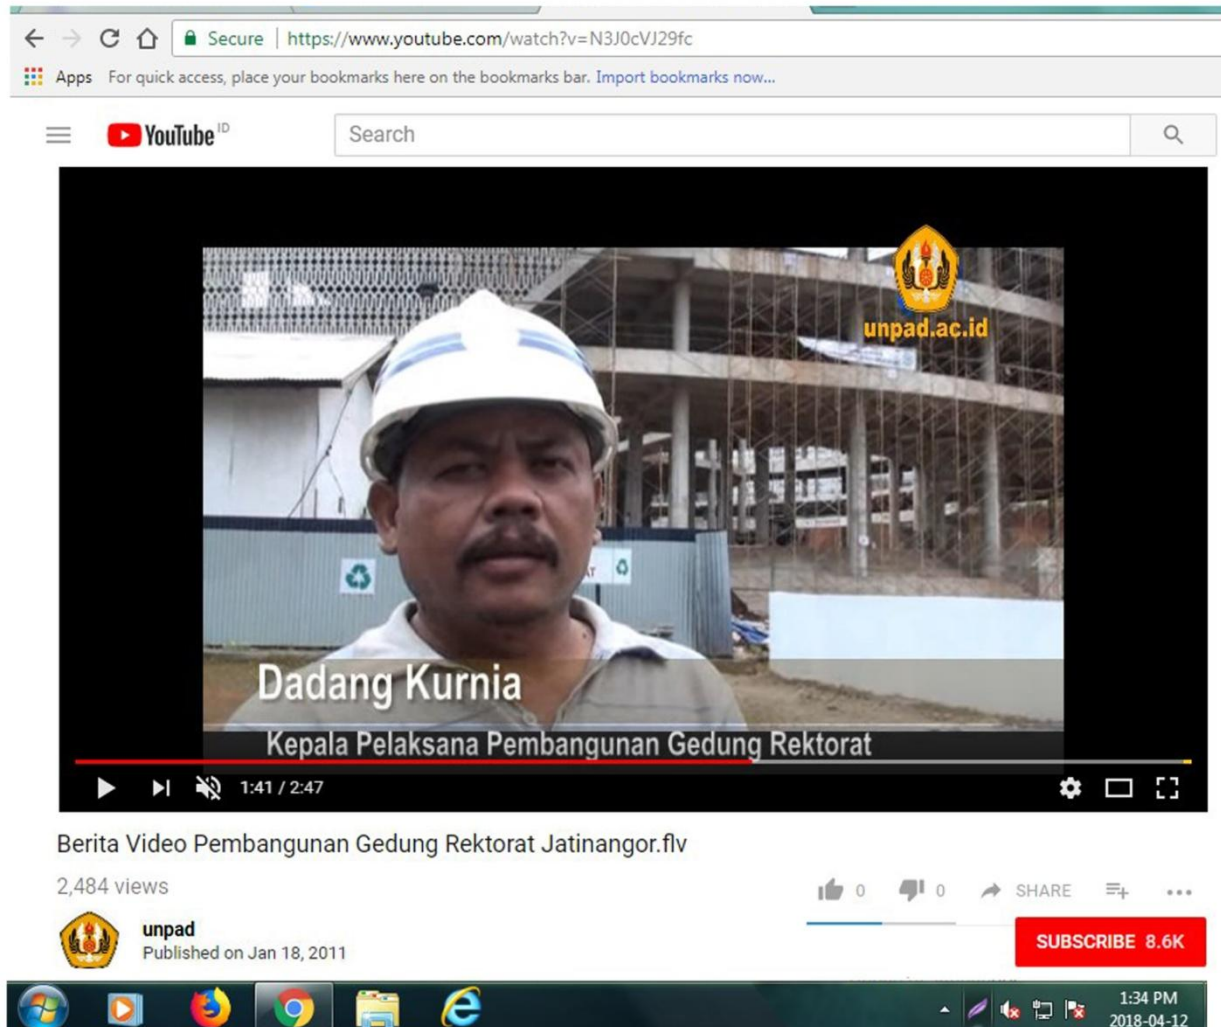 Secure | https://www.youtube.com/watch?v=N3J0cVJ29fc
Apps For quick access, place your bookmarks here on the bookmarks bar. Import bookmarks now...
YouTube ID
Search
unpad.ac.id
Dadang Kurnia
Kepala Pelaksana Pembangunan Gedung Rektorat
1:41 / 2:47
Berita Video Pembangunan Gedung Rektorat Jatinangor.flv
2,484 views
0 0 SHARE
unpad
Published on Jan 18, 2011
SUBSCRIBE 8.6K
1:34 PM
2018-04-12